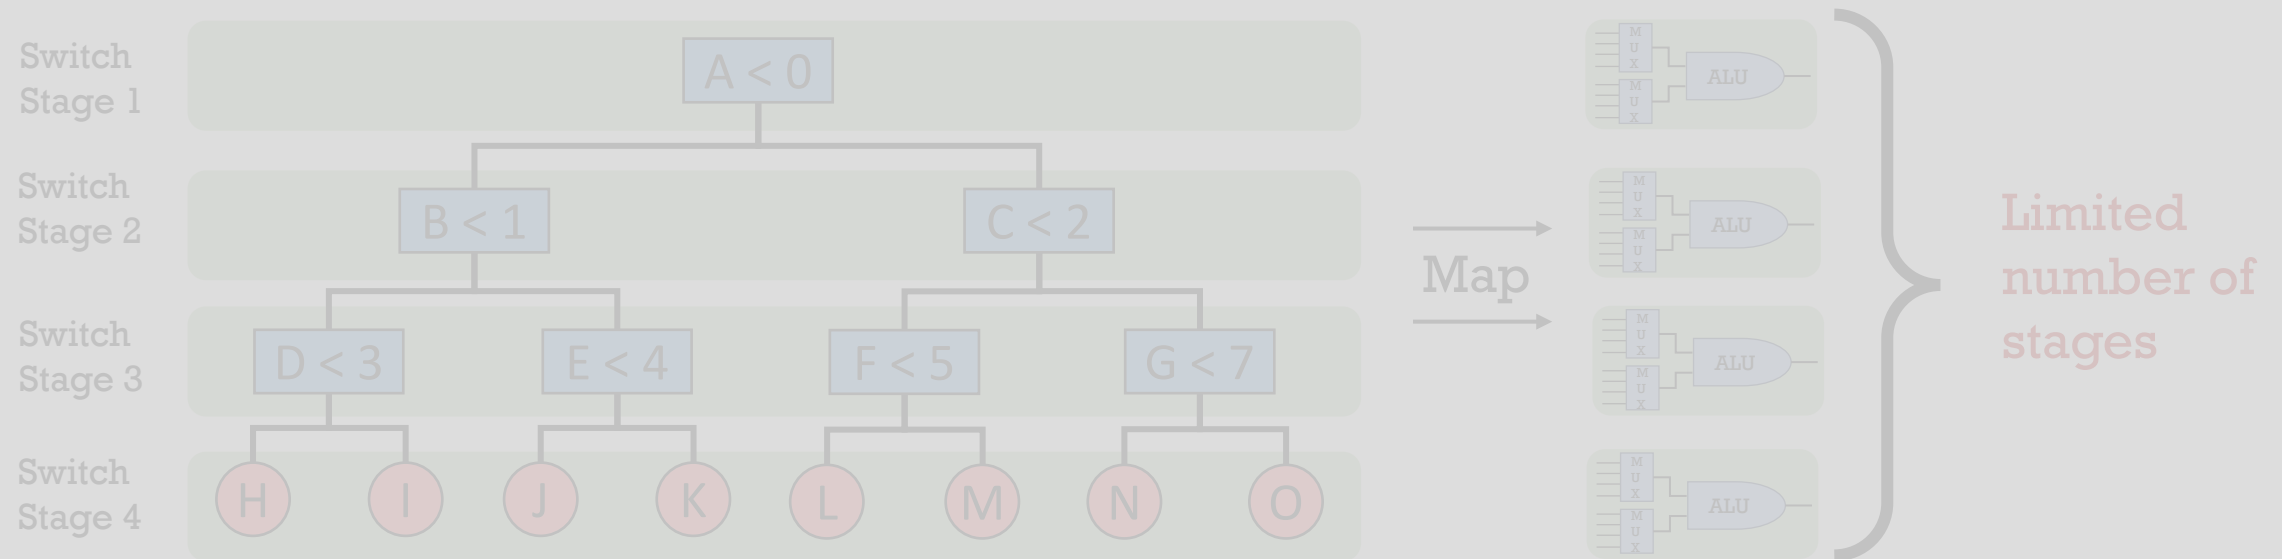 Switch
Stage 1
A < 0
M
U
X
M
U
X
ALU
Switch
Stage 2
B < 1
C < 2
M
U
X
M
U
X
ALU
Map
Limited
number of
stages
Switch
Stage 3
D < 3
E < 4
F < 5
G < 7
M
U
X
M
U
X
ALU
Switch
Stage 4
H
I
J
K
L
M
N
O
M
U
X
M
U
X
ALU